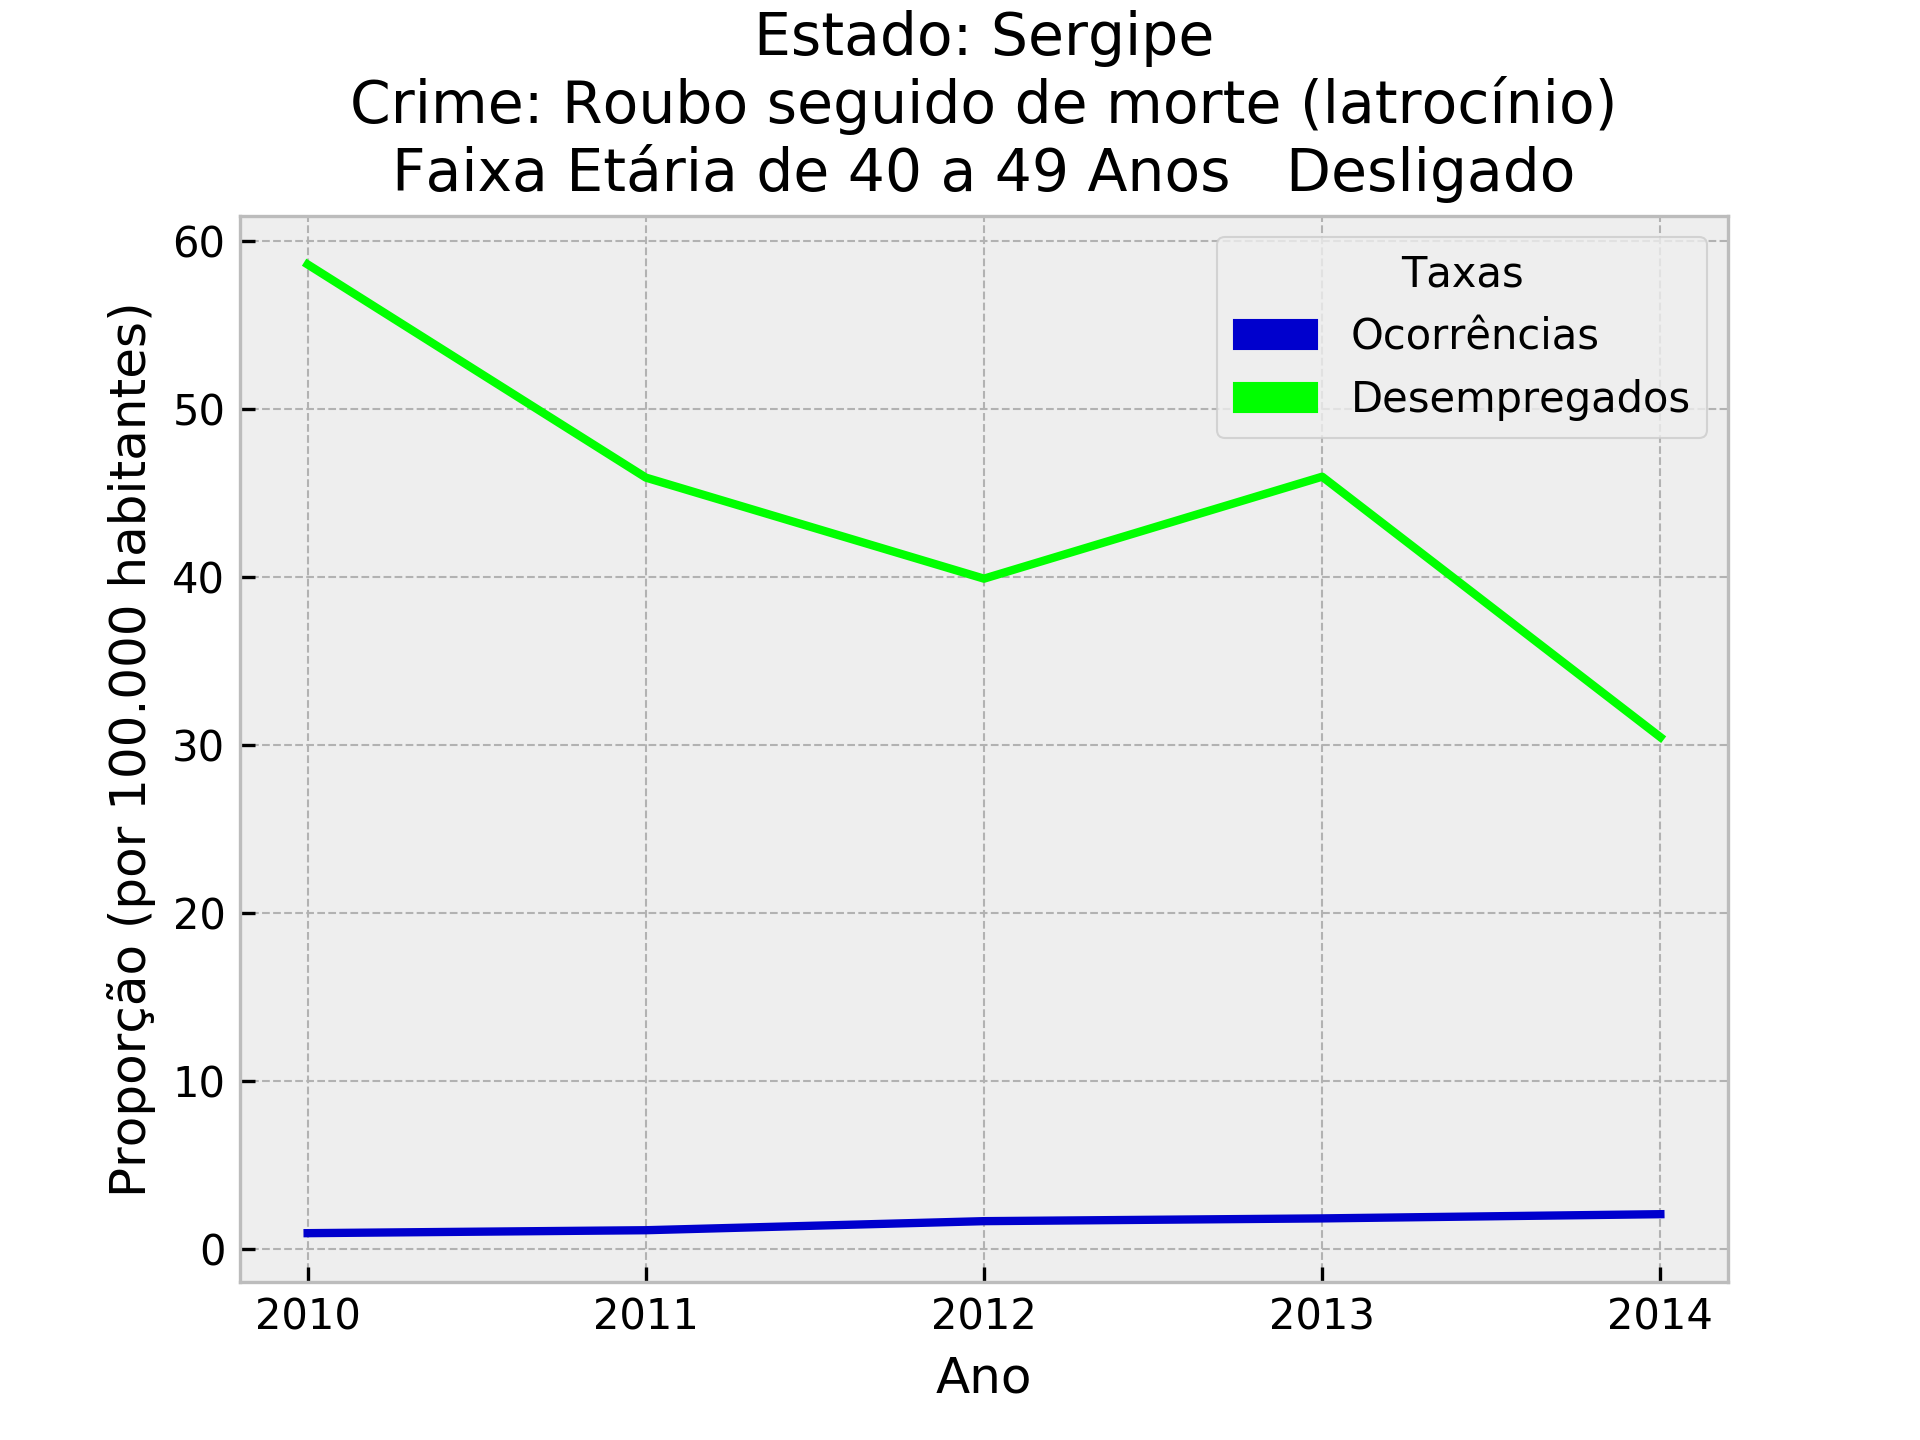 Estado: Sergipe
Crime: Roubo seguido de morte (latrocínio)
Faixa Etária de 40 a 49 Anos   Desligado
Proporção (por 100.000 habitantes)
60
50
40
30
20
10
0
Taxas
Ocorrências
Desempregados
2010 2011 2012 2013 2014
Ano